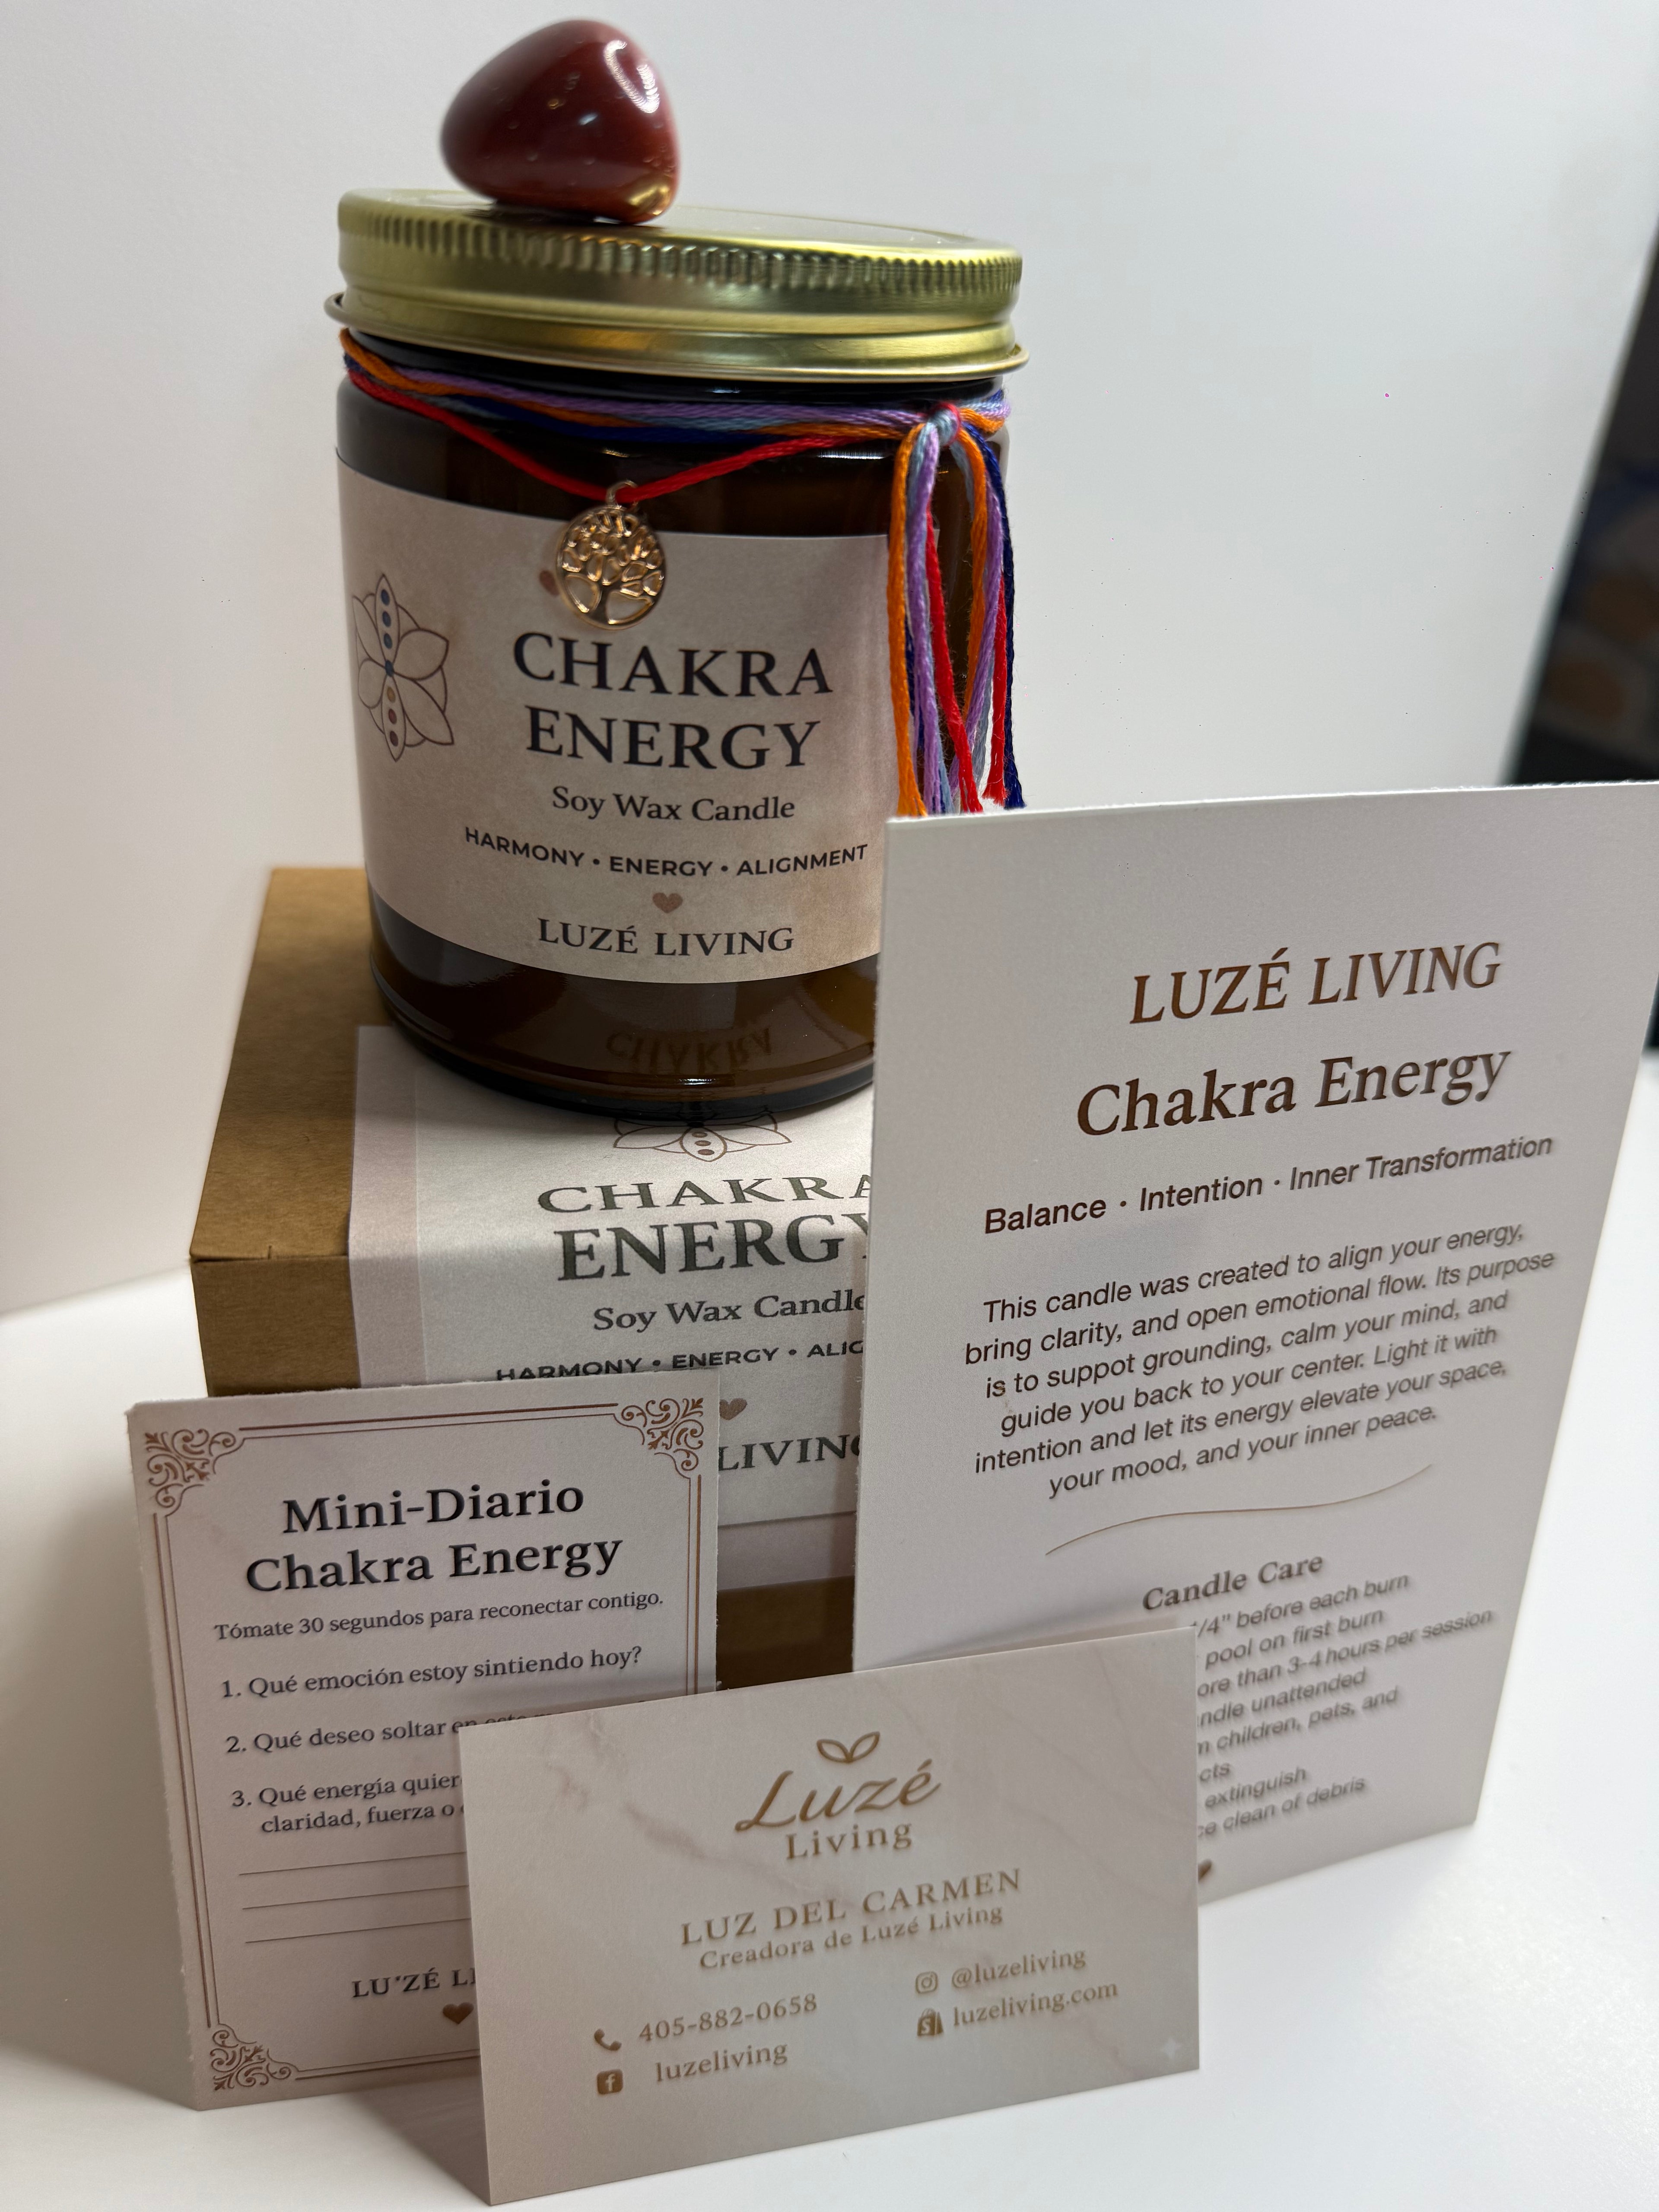 CHAKRA
ENERGY
Soy Wax Candle
HARMONY • ENERGY • ALIGNMENT
LUZÉ LIVING
CHAKRA
CHAKRA
ENERGY
Soy Wax Candle
HARMONY • ENERGY •
LIVING
LUZÉ LIVING
Chakra Energy
Balance · Intention · Inner Transformation
This candle was created to align your energy,
bring clarity, and open emotional flow. Its purpose
is to suppot grounding, calm your mind, and
guide you back to your center. Light it with
intention and let its energy elevate your space,
your mood, and your inner peace.
Candle Care
1/4" before each burn
pool on first burn
than 3-4 hours per session
unattended
children, pets, and
extinguish
clean of debris
Mini-Diario
Chakra Energy
Tómate 30 segundos para reconectar contigo.
1. Qué emoción estoy sintiendo hoy?
2. Qué deseo soltar en
3. Qué energía
claridad, fuerza o
LU'ZÉ
Luzé
Living
LUZ DEL CARMEN
Creadora de Luzé Living
405-882-0658
luzeliving
@luzeliving
luzeliving.com